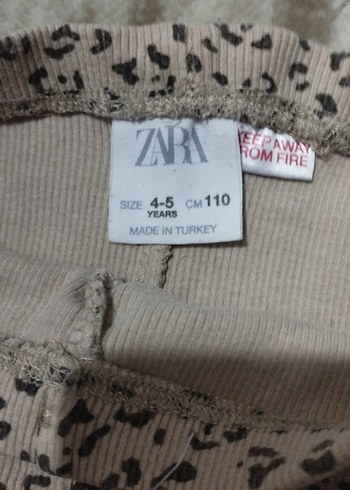 ZARA
KEEP AWAY
FROM FIRE
SIZE 4-5 CM 110
YEARS
MADE IN TURKEY